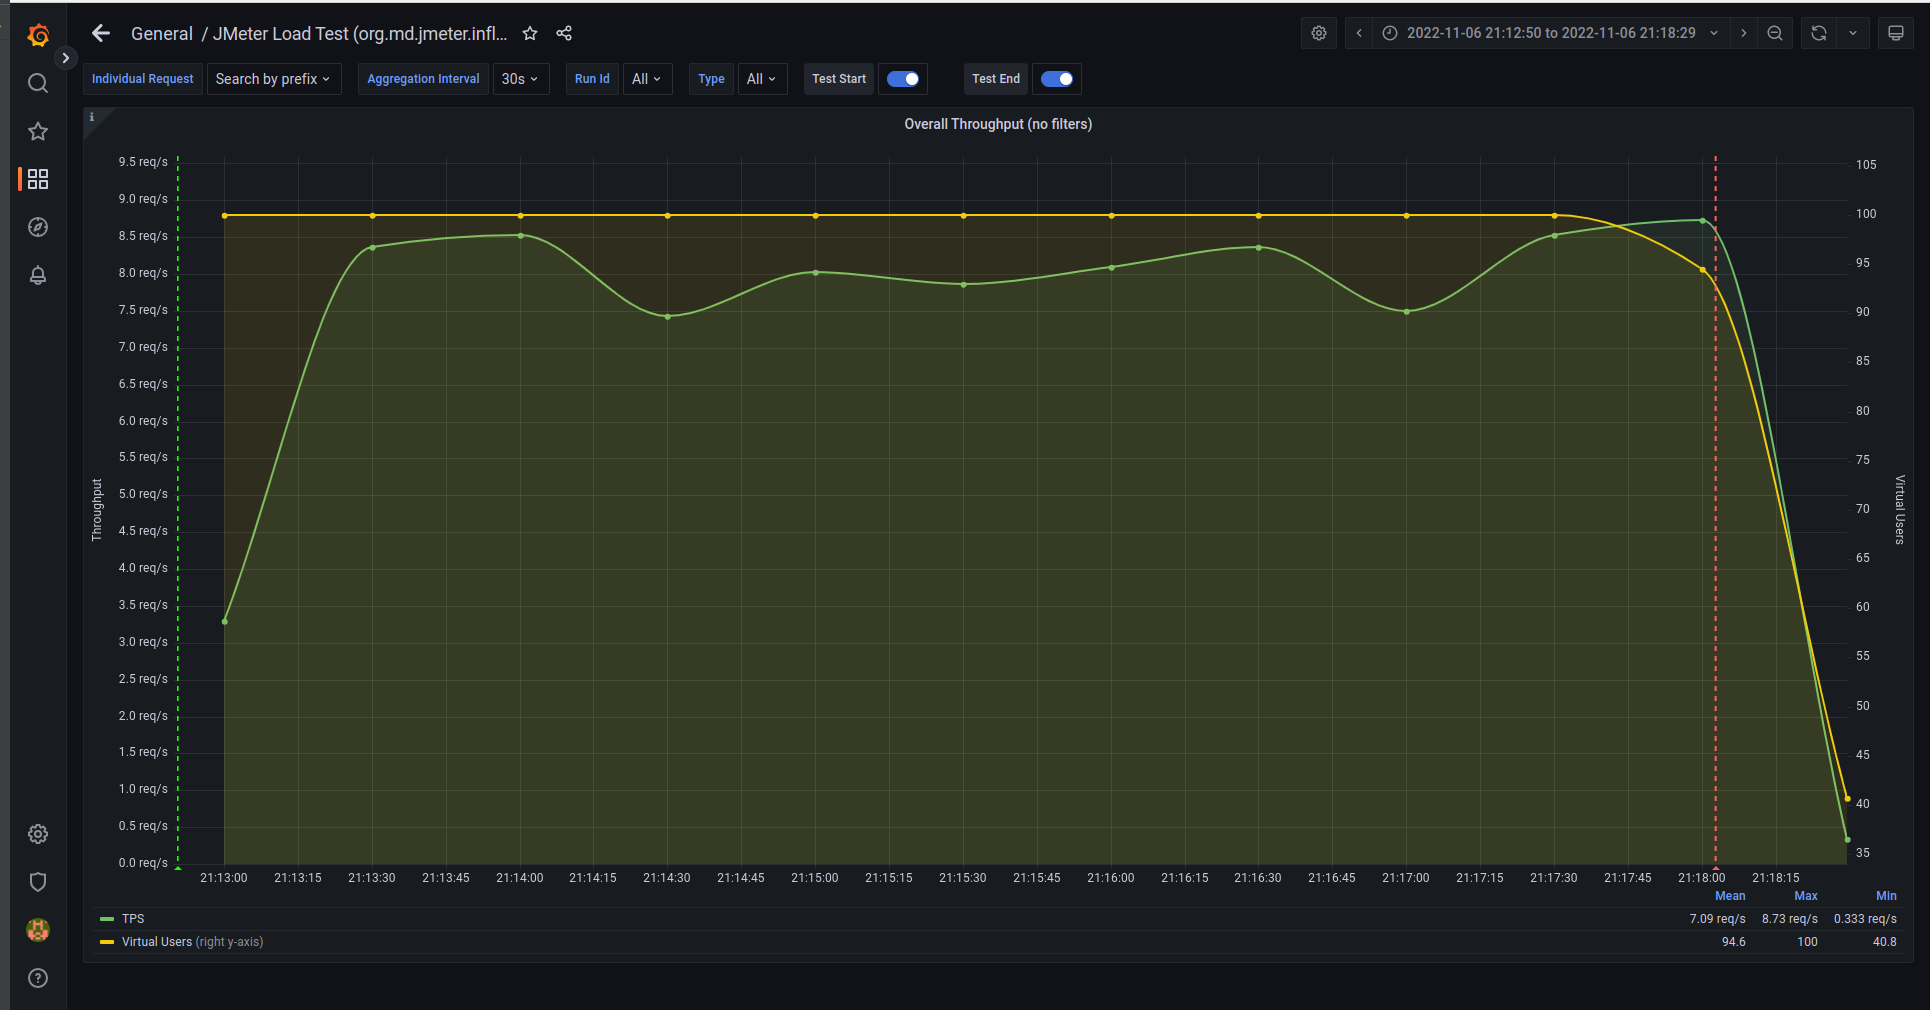 General / JMeter Load Test (org.md.jmeter.infl...
2022-11-06 21:12:50 to 2022-11-06 21:18:29
Individual Request Search by prefix Aggregation Interval 30s Run Id All Type All Test Start Test End
i
Overall Throughput (no filters)
9.5 req/s
9.0 req/s
8.5 req/s
8.0 req/s
7.5 req/s
7.0 req/s
6.5 req/s
6.0 req/s
5.5 req/s
5.0 req/s
4.5 req/s
4.0 req/s
3.5 req/s
3.0 req/s
2.5 req/s
2.0 req/s
1.5 req/s
1.0 req/s
0.5 req/s
0.0 req/s
Throughput
105
100
95
90
85
80
75
70
65
60
55
50
45
40
35
Virtual Users
21:13:00 21:13:15 21:13:30 21:13:45 21:14:00 21:14:15 21:14:30 21:14:45 21:15:00 21:15:15 21:15:30 21:15:45 21:16:00 21:16:15 21:16:30 21:16:45 21:17:00 21:17:15 21:17:30 21:17:45 21:18:00 21:18:15
Mean Max Min
TPS 7.09 req/s 8.73 req/s 0.333 req/s
Virtual Users (right y-axis) 94.6 100 40.8